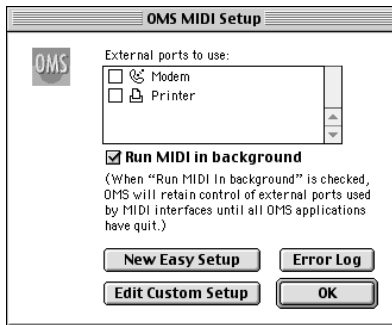 OMS MIDI Setup
OMS
External ports to use:
Modem
Printer
Run MIDI in background
(When “Run MIDI In background” is checked,
OMS will retain control of external ports used
by MIDI interfaces until all OMS applications
have quit.)
New Easy Setup
Error Log
Edit Custom Setup
OK